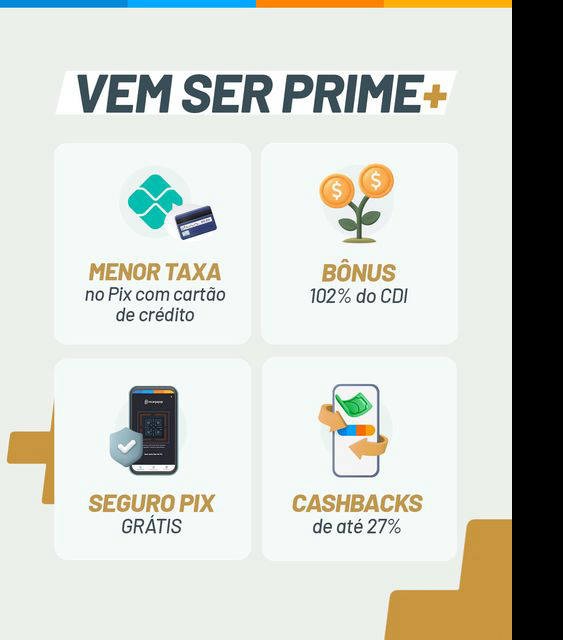 VEM SER PRIME+
MENOR TAXA
no Pix com cartão
de crédito
BÔNUS
102% do CDI
SEGURO PIX
GRÁTIS
CASHBACKS
de até 27%